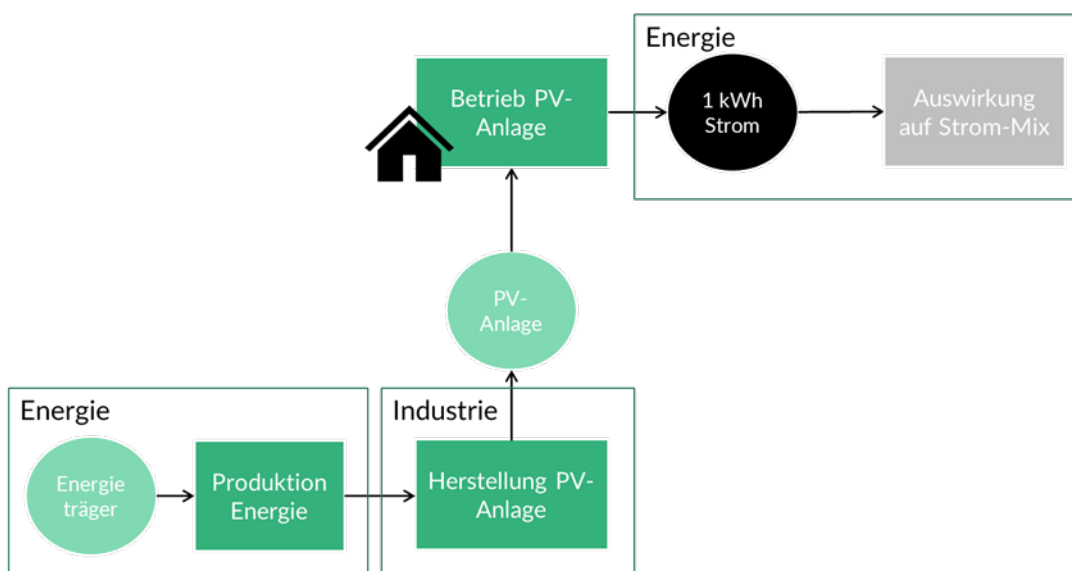 Energie
Betrieb PV-
Anlage
1 kWh
Strom
Auswirkung
auf Strom-Mix
PV-
Anlage
Energie
Industrie
Energie
träger
Produktion
Energie
Herstellung PV-
Anlage